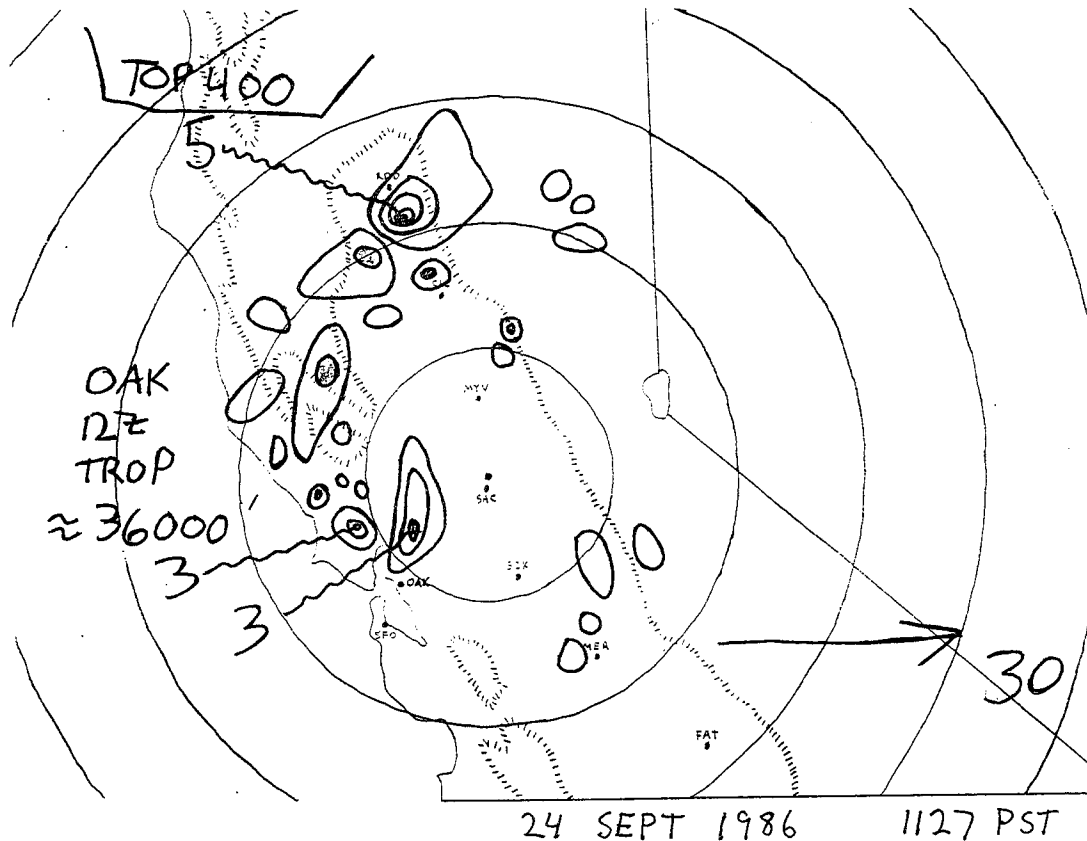 TOP 400
5
RDD
OAK
12Z
TROP
≈ 36000'
MYV
SAC
3
3
OAK
SCK
SFO
MER
30
FAT
24 SEPT 1986 1127 PST